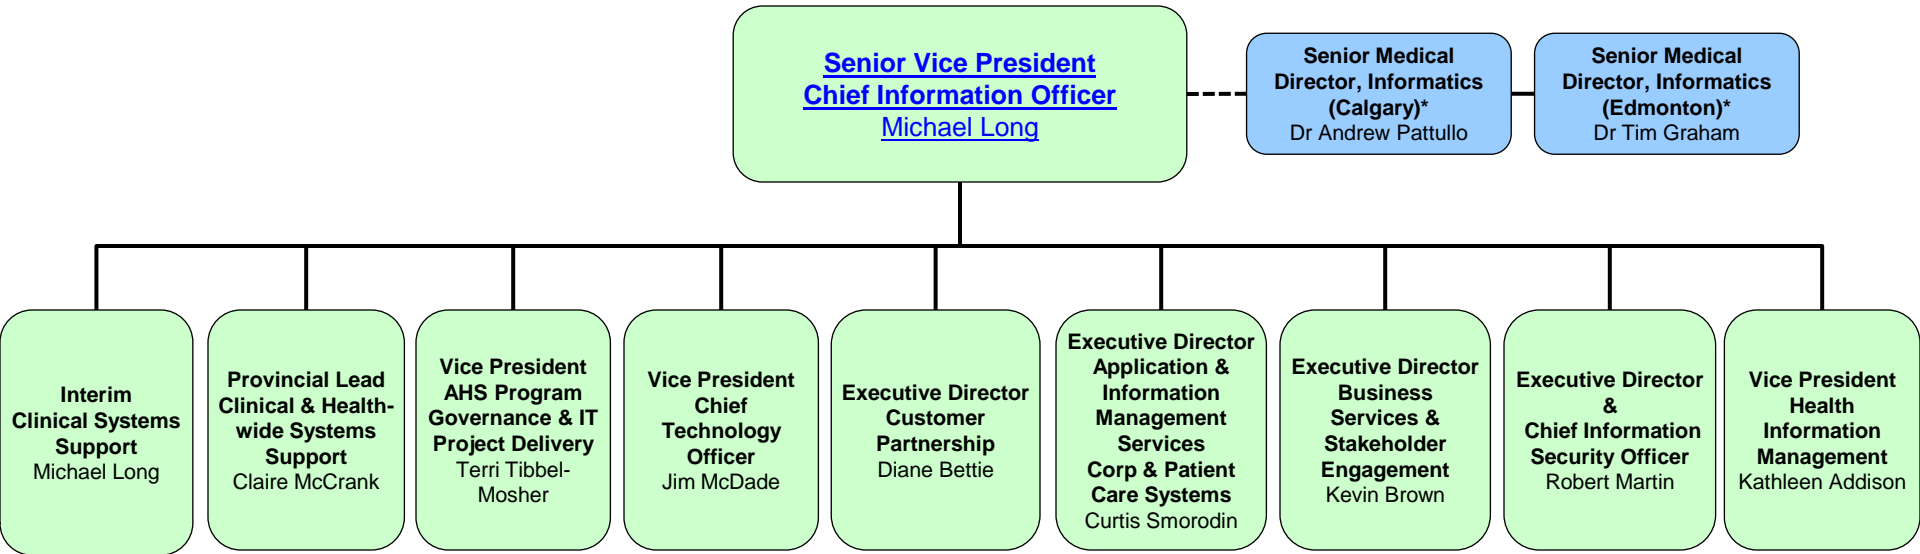 Senior Vice President
Chief Information Officer
Michael Long
Senior Medical
Director, Informatics
(Calgary)*
Dr Andrew Pattullo
Senior Medical
Director, Informatics
(Edmonton)*
Dr Tim Graham
Interim
Clinical Systems
Support
Michael Long
Provincial Lead
Clinical & Health-
wide Systems
Support
Claire McCrank
Vice President
AHS Program
Governance & IT
Project Delivery
Terri Tibbel-
Mosher
Vice President
Chief
Technology
Officer
Jim McDade
Executive Director
Customer
Partnership
Diane Bettie
Executive Director
Application &
Information
Management
Services
Corp & Patient
Care Systems
Curtis Smorodin
Executive Director
Business
Services &
Stakeholder
Engagement
Kevin Brown
Executive Director
&
Chief Information
Security Officer
Robert Martin
Vice President
Health
Information
Management
Kathleen Addison